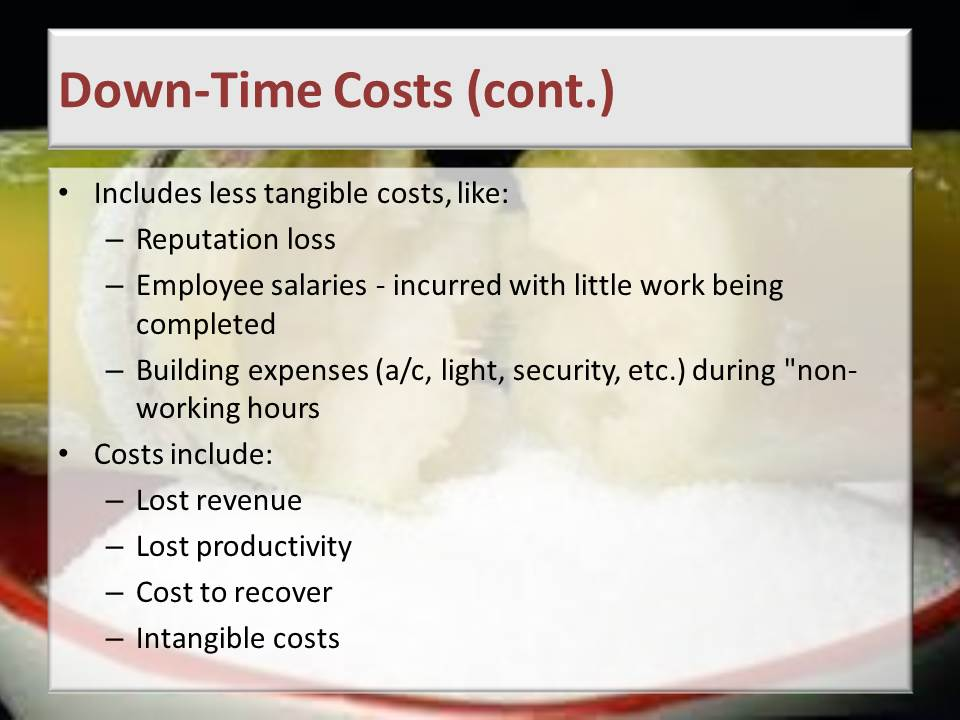 Down-Time Costs (cont.)
• Includes less tangible costs, like:
– Reputation loss
– Employee salaries - incurred with little work being
completed
– Building expenses (a/c, light, security, etc.) during "non-
working hours
• Costs include:
– Lost revenue
– Lost productivity
– Cost to recover
– Intangible costs